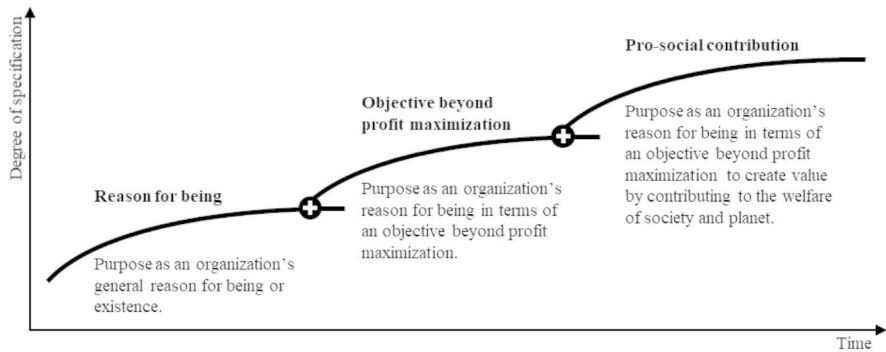 Degree of specification
Pro-social contribution
Purpose as an organization's
reason for being in terms of
an objective beyond profit
maximization to create value
by contributing to the welfare
of society and planet.
Objective beyond
profit maximization
Purpose as an organization's
reason for being in terms of
an objective beyond profit
maximization.
Reason for being
Purpose as an organization's
general reason for being or
existence.
Time